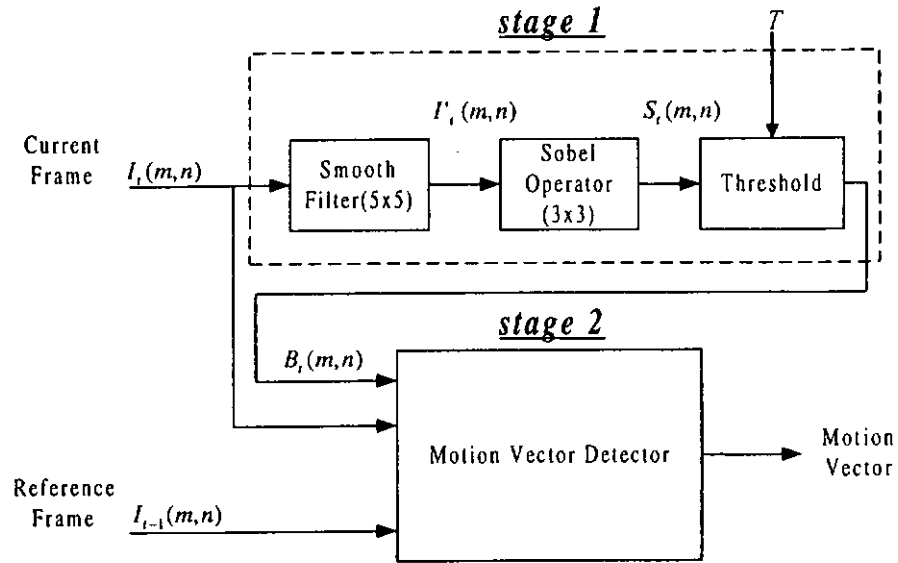 stage 1
T
I'_t(m,n)
S_t(m,n)
Current
Frame
I_t(m,n)
Smooth
Filter(5x5)
Sobel
Operator
(3x3)
Threshold
stage 2
B_t(m,n)
Motion Vector Detector
Motion
Vector
Reference
Frame
I_{t-1}(m,n)